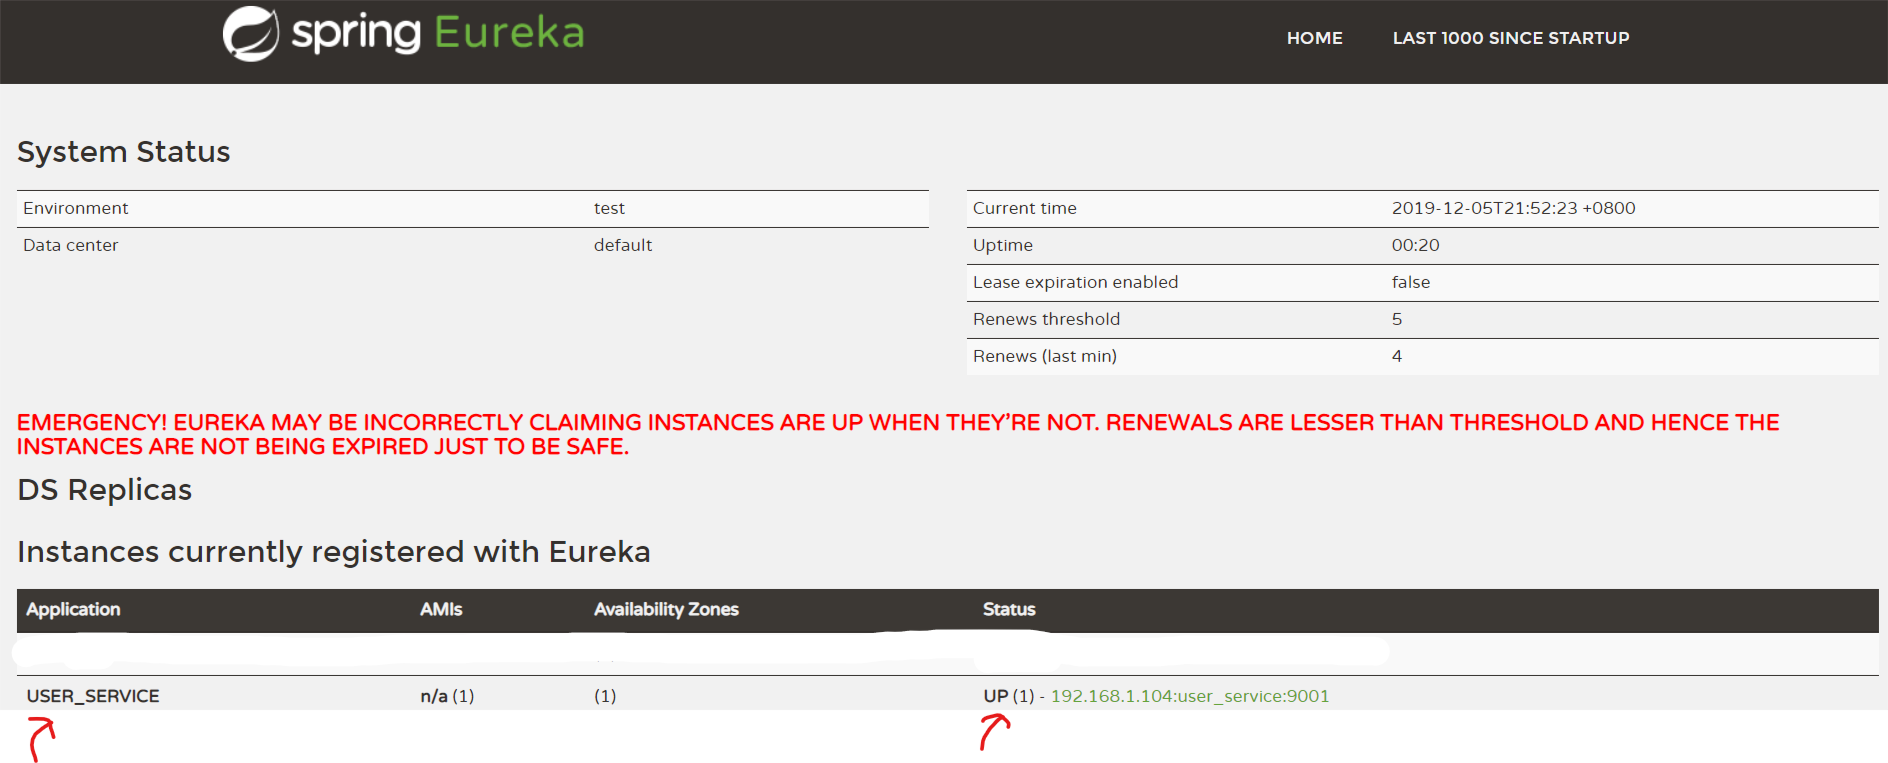 spring Eureka HOME LAST 1000 SINCE STARTUP
System Status
Environment test
Data center default
Current time 2019-12-05T21:52:23 +0800
Uptime 00:20
Lease expiration enabled false
Renews threshold 5
Renews (last min) 4
EMERGENCY! EUREKA MAY BE INCORRECTLY CLAIMING INSTANCES ARE UP WHEN THEY'RE NOT. RENEWALS ARE LESSER THAN THRESHOLD AND HENCE THE
INSTANCES ARE NOT BEING EXPIRED JUST TO BE SAFE.
DS Replicas
Instances currently registered with Eureka
Application AMIs Availability Zones Status
USER_SERVICE n/a (1) (1) UP (1) - 192.168.1.104:user_service:9001